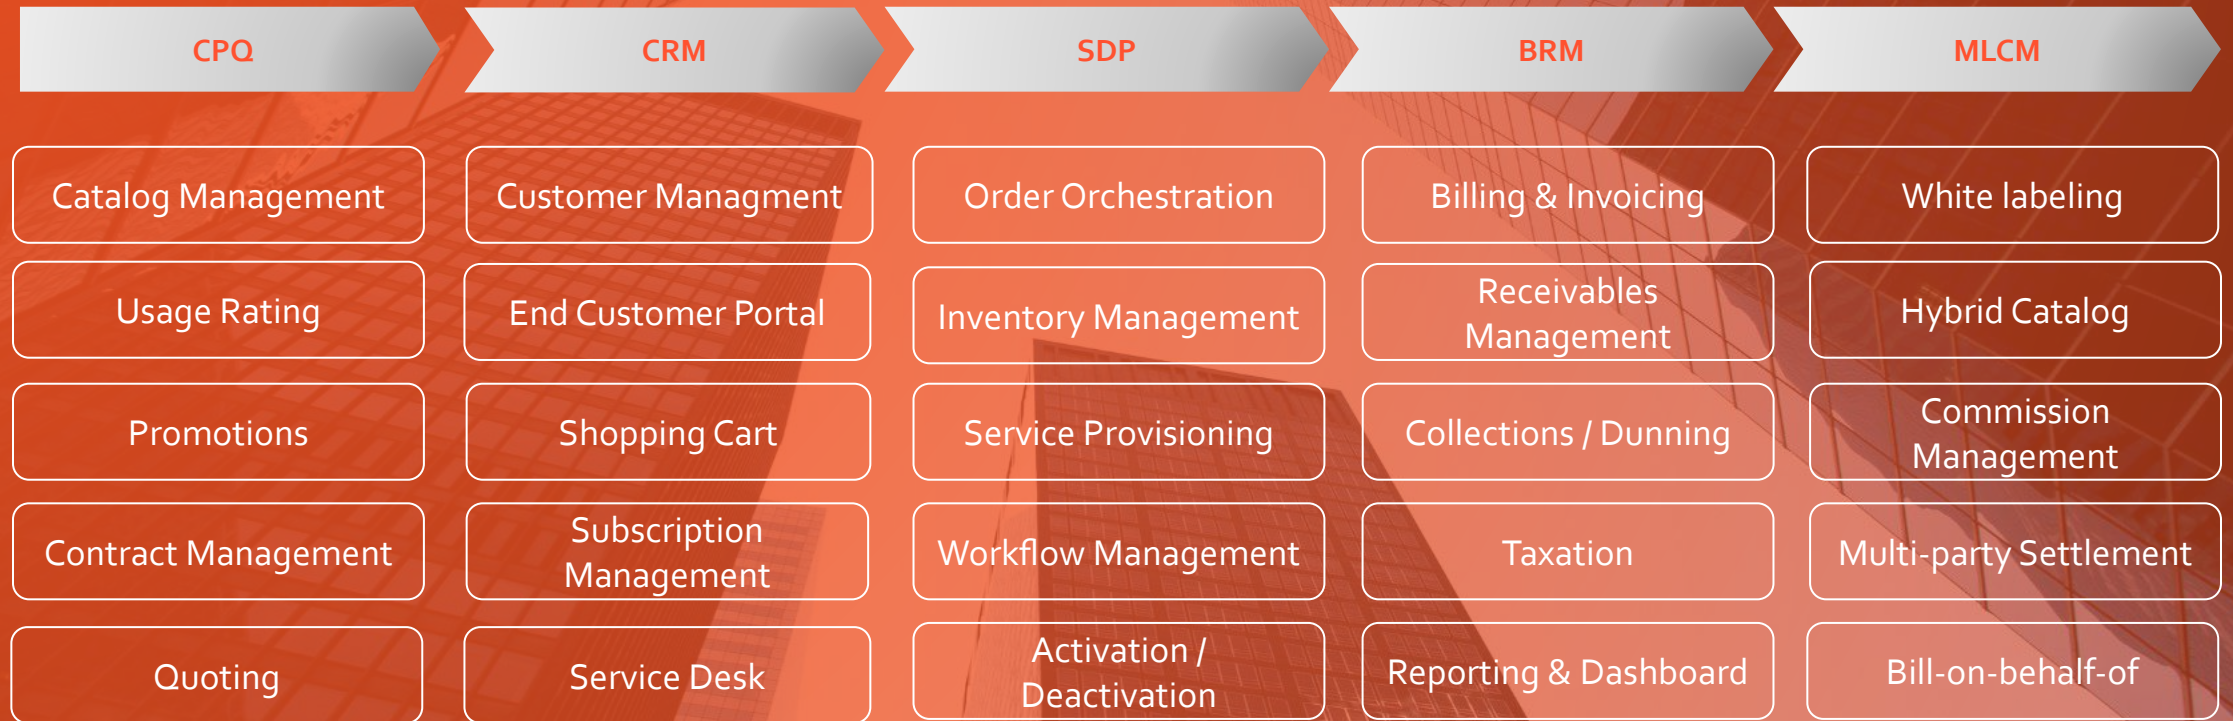 CPQ
CRM
SDP
BRM
MLCM
Catalog Management
Customer Managment
Order Orchestration
Billing & Invoicing
White labeling
Usage Rating
End Customer Portal
Inventory Management
Receivables
Management
Hybrid Catalog
Promotions
Shopping Cart
Service Provisioning
Collections / Dunning
Commission
Management
Contract Management
Subscription
Management
Workflow Management
Taxation
Multi-party Settlement
Quoting
Service Desk
Activation /
Deactivation
Reporting & Dashboard
Bill-on-behalf-of